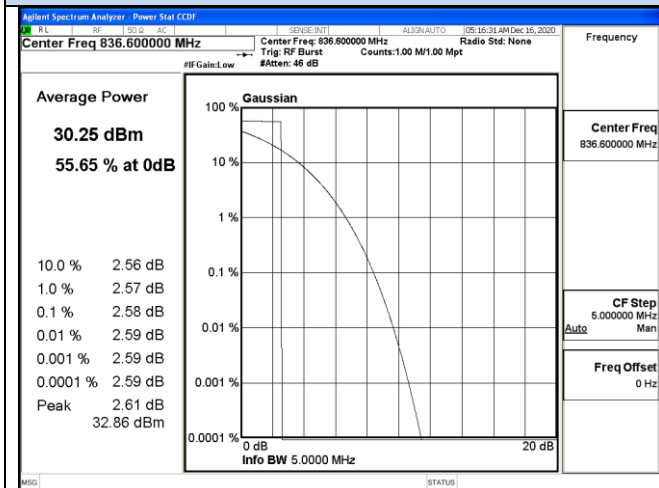 Agilent Spectrum Analyzer - Power Stat CCDF
RL RF 50 Ω AC SENSE:INT ALIGN AUTO 05:16:31 AM Dec 16, 2020
Center Freq 836.600000 MHz
Center Freq: 836.600000 MHz Radio Std: None
Trig: RF Burst Counts:1.00 M/1.00 Mpt
#IFGain:Low #Atten: 46 dB
Frequency
Average Power
30.25 dBm
55.65 % at 0dB
10.0 % 2.56 dB
1.0 % 2.57 dB
0.1 % 2.58 dB
0.01 % 2.59 dB
0.001 % 2.59 dB
0.0001 % 2.59 dB
Peak 2.61 dB
32.86 dBm
Gaussian
100 %
10 %
1 %
0.1 %
0.01 %
0.001 %
0.0001 %
0 dB 20 dB
Info BW 5.0000 MHz
Center Freq
836.600000 MHz
CF Step
5.000000 MHz
Auto Man
Freq Offset
0 Hz
MSG STATUS